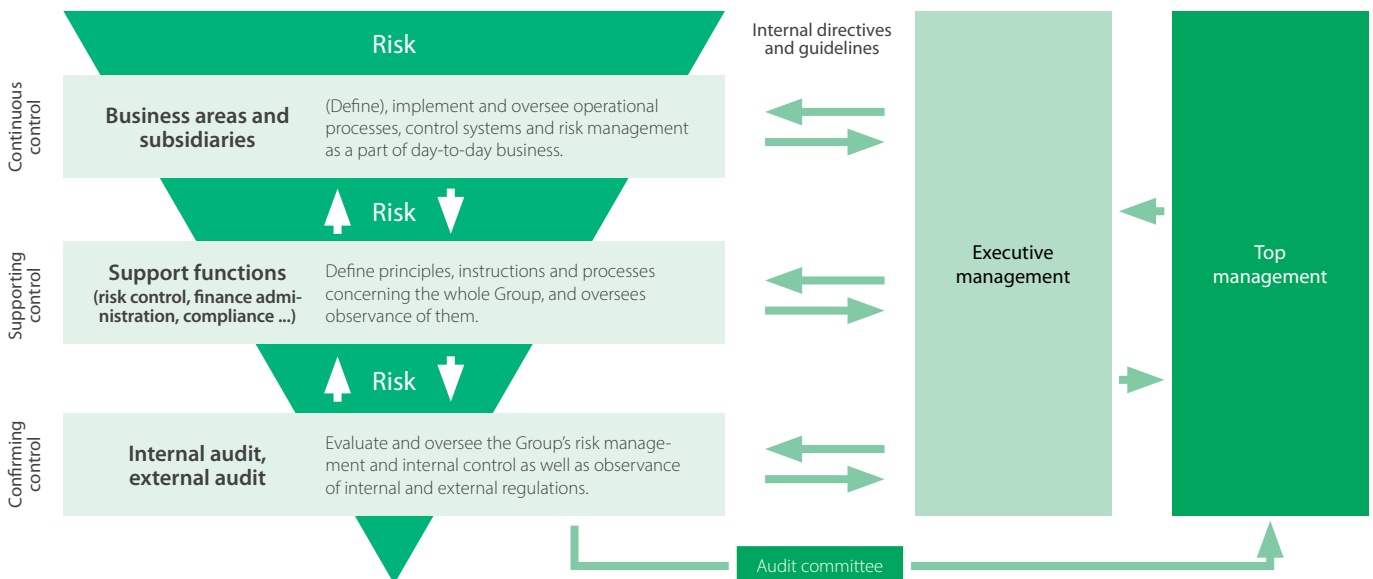 Risk
Internal directives
and guidelines
Continuous
control
Business areas and
subsidiaries
(Define), implement and oversee operational
processes, control systems and risk management
as a part of day-to-day business.
Risk
Supporting
control
Support functions
(risk control, finance admi-
nistration, compliance ...)
Define principles, instructions and processes
concerning the whole Group, and oversees
observance of them.
Executive
management
Top
management
Risk
Confirming
control
Internal audit,
external audit
Evaluate and oversee the Group's risk manage-
ment and internal control as well as observance
of internal and external regulations.
Audit committee